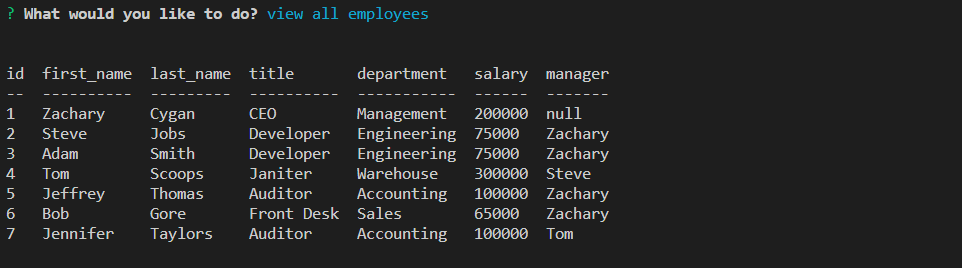 ? What would you like to do? view all employees
id  first_name  last_name  title       department   salary  manager
--  ----------  ---------  ----------  -----------  ------  -------
1   Zachary     Cygan      CEO         Management   200000  null
2   Steve       Jobs       Developer   Engineering  75000   Zachary
3   Adam        Smith      Developer   Engineering  75000   Zachary
4   Tom         Scoops     Janiter     Warehouse    300000  Steve
5   Jeffrey     Thomas     Auditor     Accounting   100000  Zachary
6   Bob         Gore       Front Desk  Sales        65000   Zachary
7   Jennifer    Taylors    Auditor     Accounting   100000  Tom